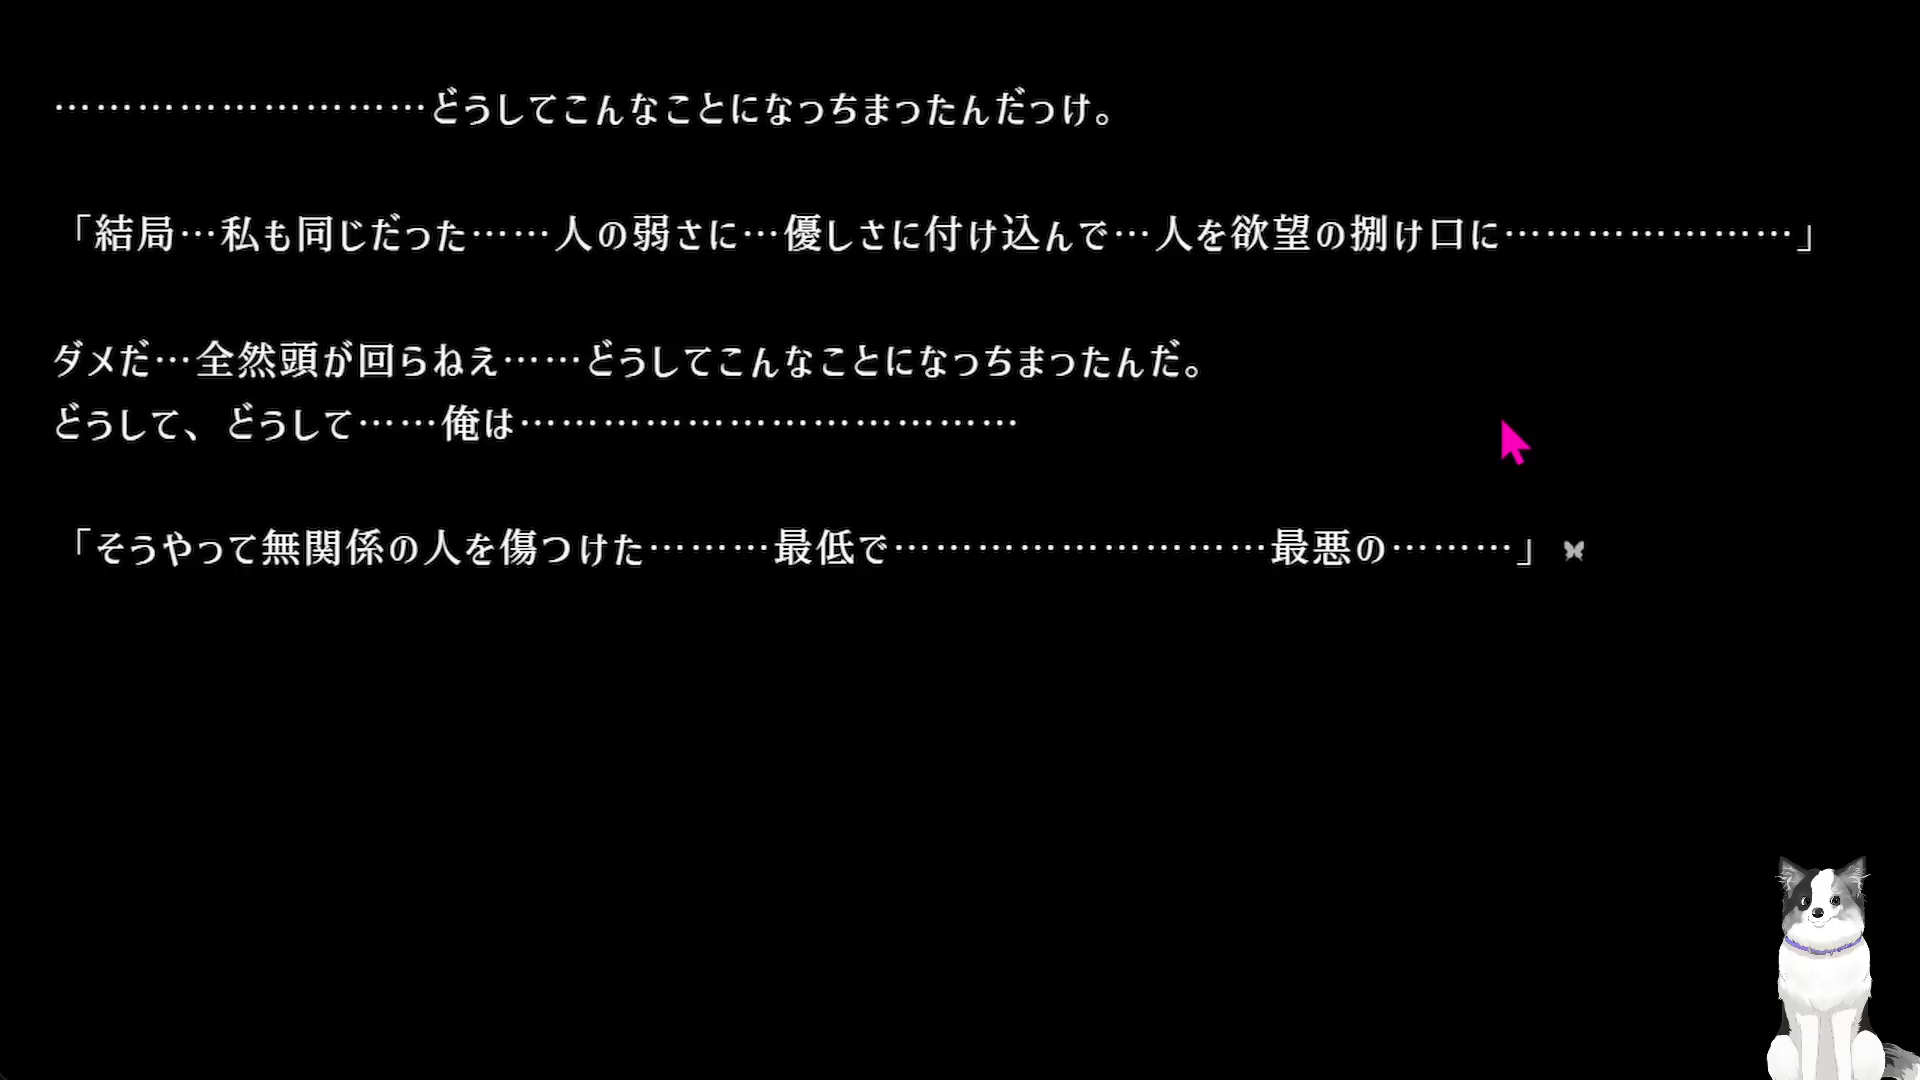 …………………………どうしてこんなことになっちまったんだっけ。
「結局…私も同じだった……人の弱さに…優しさに付け込んで…人を欲望の捌け口に…………………」
ダメだ…全然頭が回らねえ……どうしてこんなことになっちまったんだ。
どうして、どうして……俺は…………………………………
「そうやって無関係の人を傷つけた………最低で…………………………最悪の………」